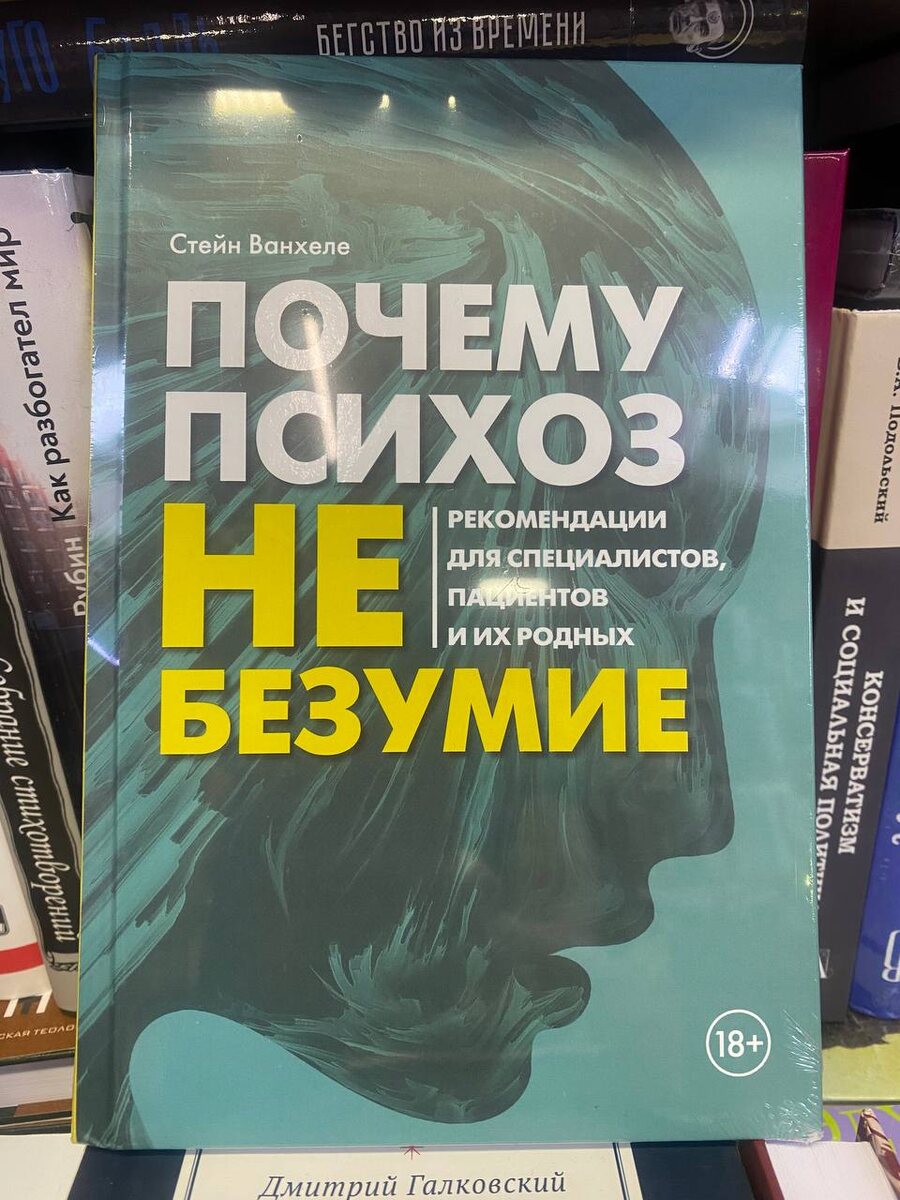 БЕГСТВО ИЗ ВРЕМЕНИ
Стейн Ванхеле
ПОЧЕМУ
ПСИХОЗ
НЕ
БЕЗУМИЕ
РЕКОМЕНДАЦИИ
ДЛЯ СПЕЦИАЛИСТОВ,
ПАЦИЕНТОВ
И ИХ РОДНЫХ
18+
Как разбогател мир
Рубин
Собрание стихотворений
Подольский
КОНСЕРВАТИЗМ
И СОЦИАЛЬНАЯ
Дмитрий Галковский